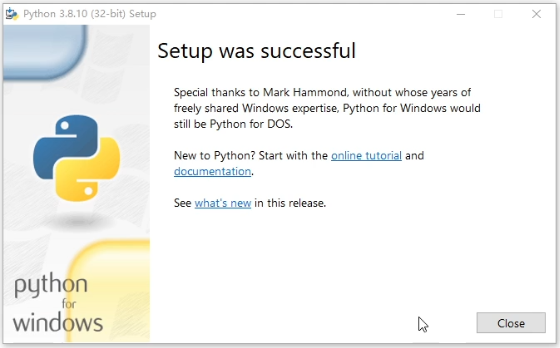 Python 3.8.10 (32-bit) Setup
Setup was successful
Special thanks to Mark Hammond, without whose years of
freely shared Windows expertise, Python for Windows would
still be Python for DOS.
New to Python? Start with the online tutorial and
documentation.
See what's new in this release.
python
for
windows
Close